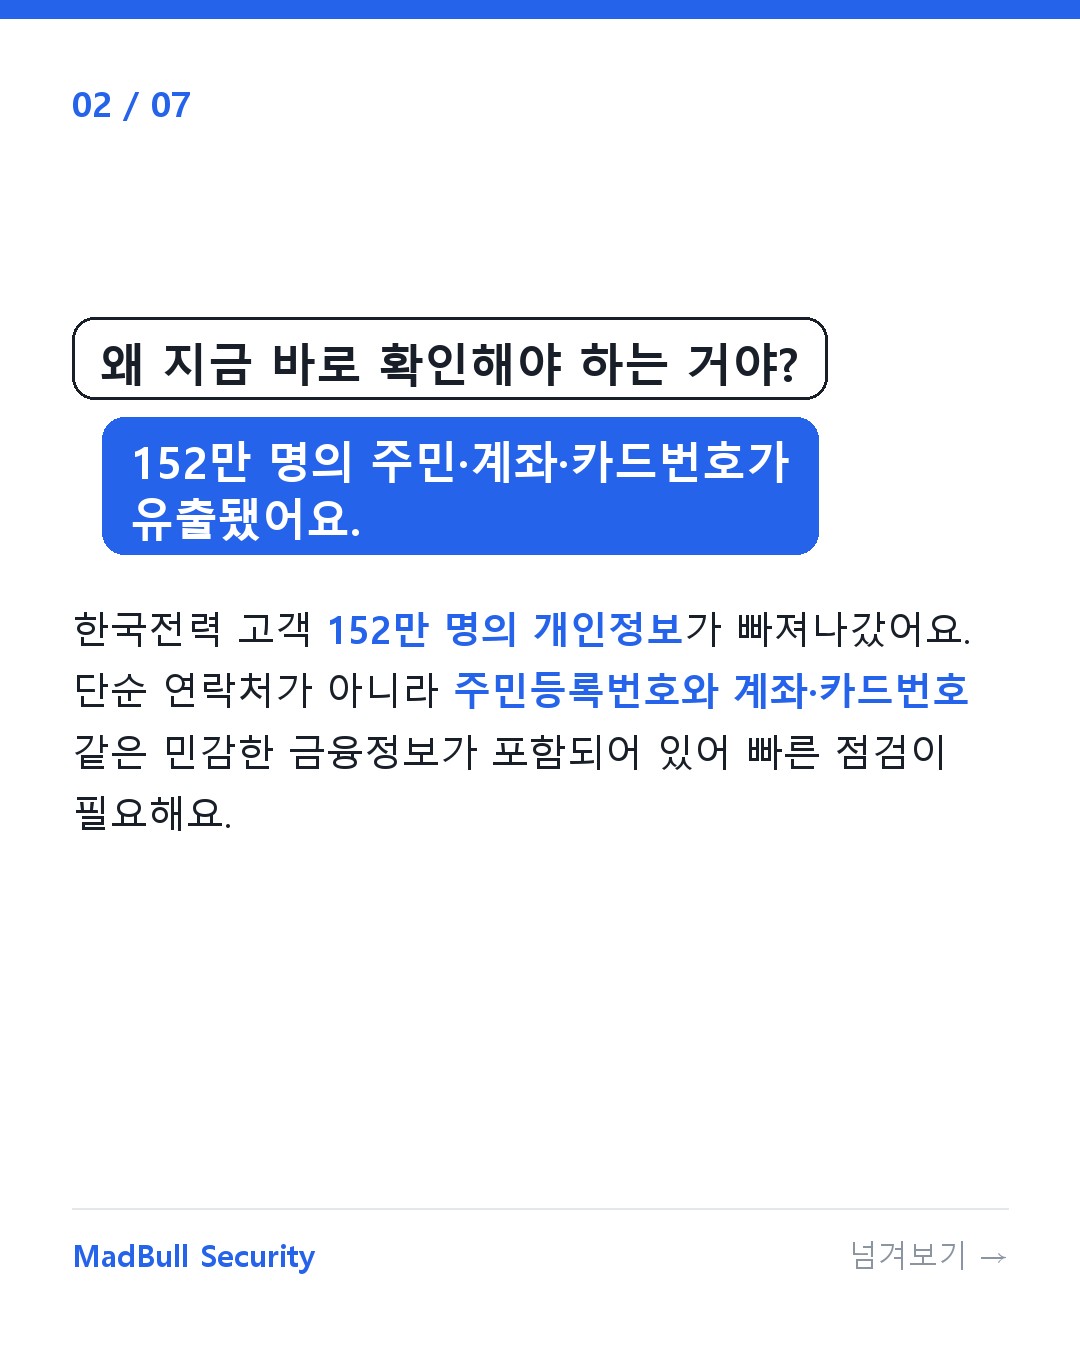 02 / 07
왜 지금 바로 확인해야 하는 거야?
152만 명의 주민·계좌·카드번호가
유출됐어요.
한국전력 고객 152만 명의 개인정보가 빠져나갔어요.
단순 연락처가 아니라 주민등록번호와 계좌·카드번호
같은 민감한 금융정보가 포함되어 있어 빠른 점검이
필요해요.
MadBull Security
넘겨보기 →